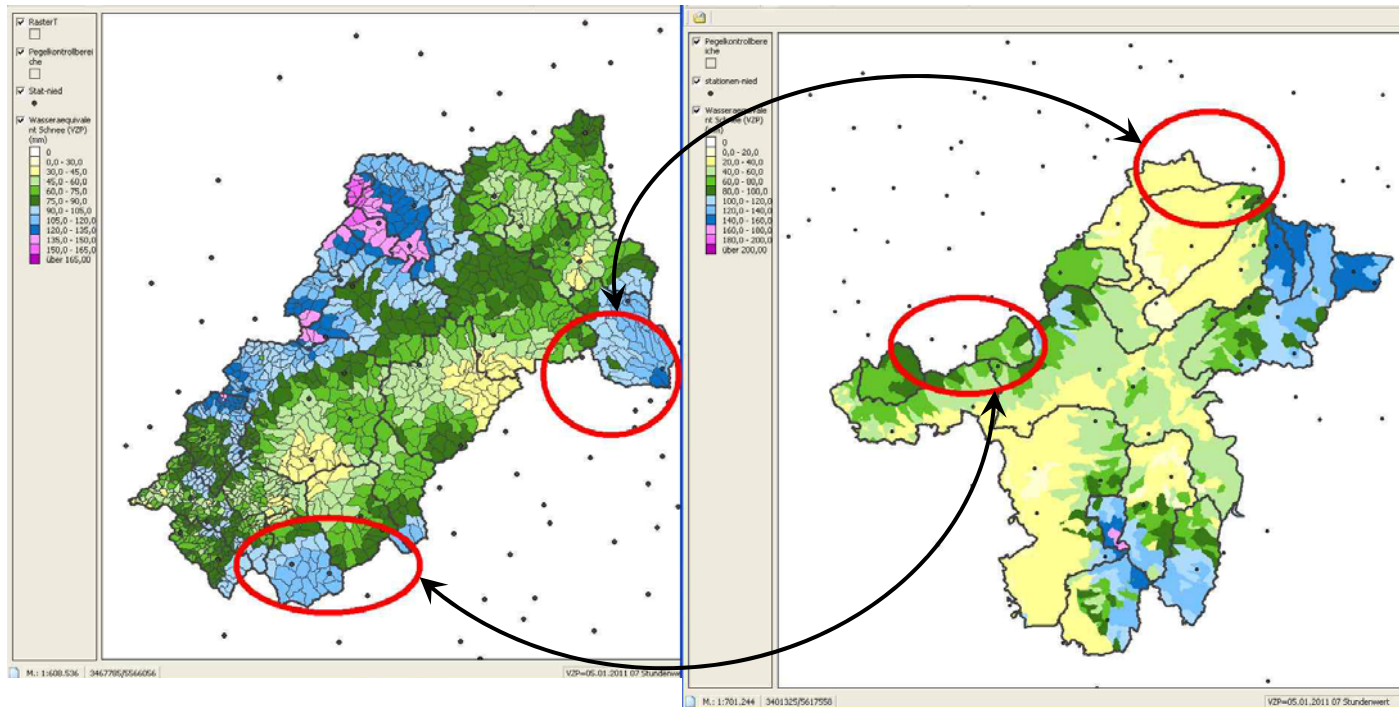 RasterT
Pegelkontrollberei
che
Stat-nied
Wasseraequivale
nt Schnee (VZP)
(mm)
0
0,0 - 30,0
30,0 - 45,0
45,0 - 60,0
60,0 - 75,0
75,0 - 90,0
90,0 - 105,0
105,0 - 120,0
120,0 - 135,0
135,0 - 150,0
150,0 - 165,0
über 165,00
M.: 1:608.536
3467785/5566056
VZP=05.01.2011 07 Stundenwert
Pegelkontrollbere
iche
stationen-nied
Wasseraequivale
nt Schnee (VZP)
0
0,0 - 20,0
20,0 - 40,0
40,0 - 60,0
60,0 - 80,0
80,0 - 100,0
100,0 - 120,0
120,0 - 140,0
140,0 - 160,0
160,0 - 180,0
180,0 - 200,0
über 200,00
M.: 1:701.244
3401325/5617558
VZP=05.01.2011 07 Stundenwert